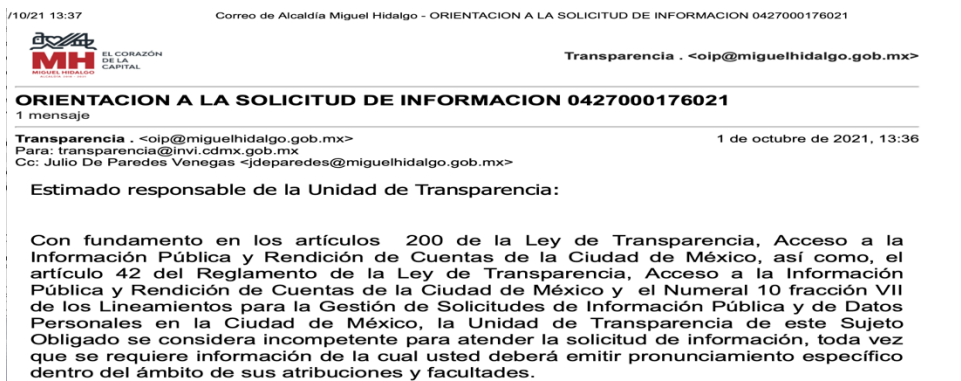 /10/21 13:37 Correo de Alcaldía Miguel Hidalgo - ORIENTACION A LA SOLICITUD DE INFORMACION 0427000176021
MH EL CORAZÓN
DE LA
CAPITAL
MIGUEL HIDALGO
Transparencia . <oip@miguelhidalgo.gob.mx>
ORIENTACION A LA SOLICITUD DE INFORMACION 0427000176021
1 mensaje
Transparencia . <oip@miguelhidalgo.gob.mx> 1 de octubre de 2021, 13:36
Para: transparencia@invi.cdmx.gob.mx
Cc: Julio De Paredes Venegas <jdeparedes@miguelhidalgo.gob.mx>
Estimado responsable de la Unidad de Transparencia:
Con fundamento en los artículos 200 de la Ley de Transparencia, Acceso a la
Información Pública y Rendición de Cuentas de la Ciudad de México, así como, el
artículo 42 del Reglamento de la Ley de Transparencia, Acceso a la Información
Pública y Rendición de Cuentas de la Ciudad de México y el Numeral 10 fracción VII
de los Lineamientos para la Gestión de Solicitudes de Información Pública y de Datos
Personales en la Ciudad de México, la Unidad de Transparencia de este Sujeto
Obligado se considera incompetente para atender la solicitud de información, toda vez
que se requiere información de la cual usted deberá emitir pronunciamiento específico
dentro del ámbito de sus atribuciones y facultades.